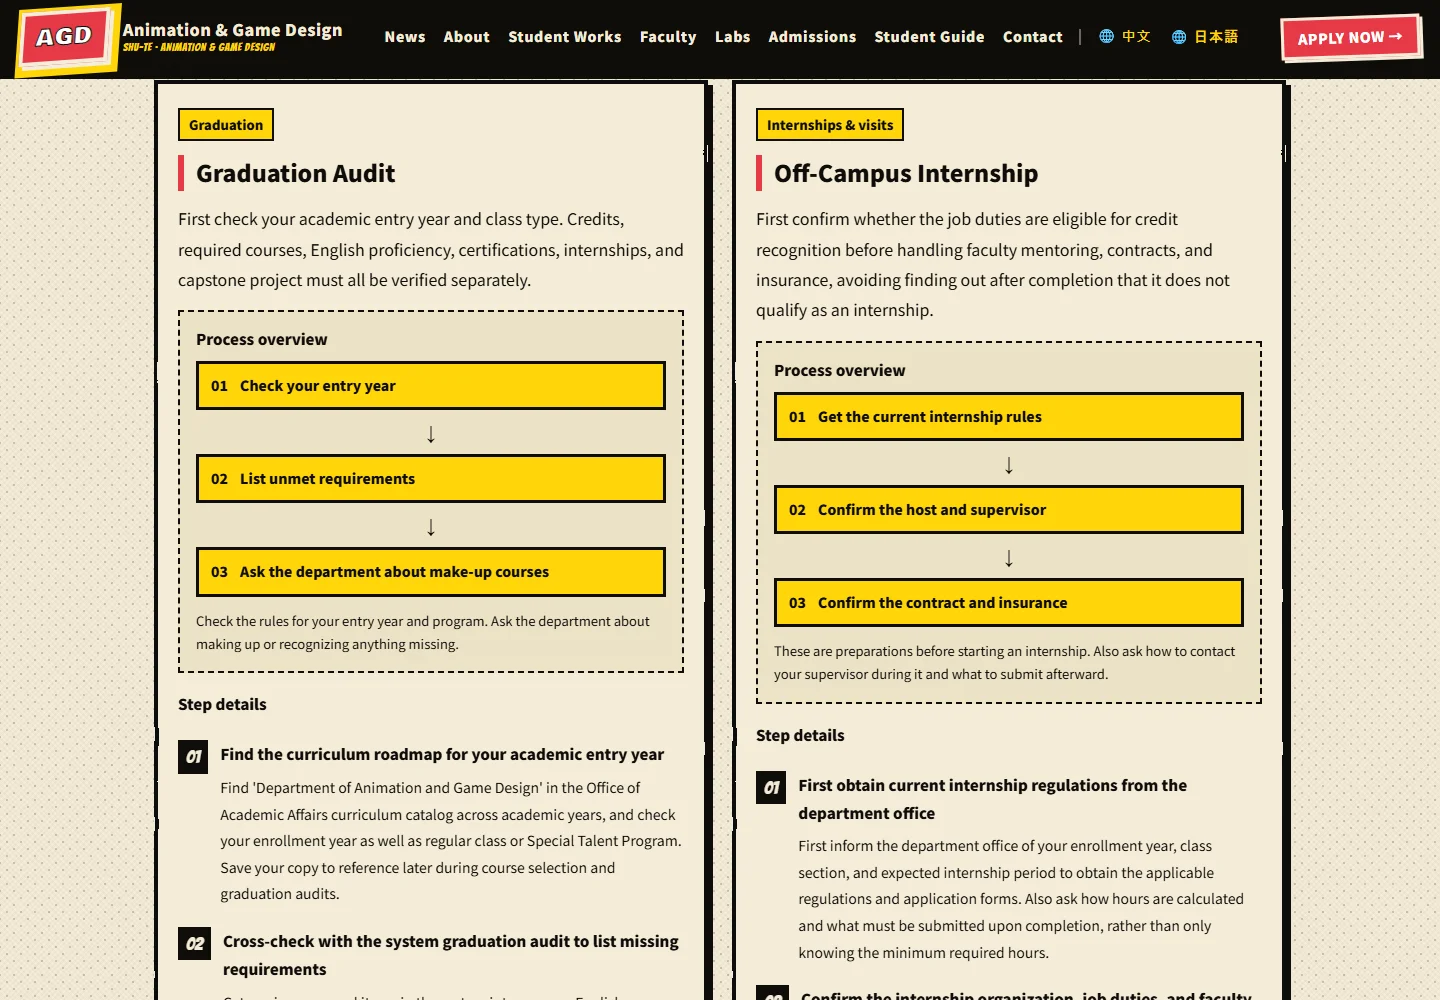 AGD
Animation & Game Design
SHU-TE · ANIMATION & GAME DESIGN
News About Student Works Faculty Labs Admissions Student Guide Contact | 中文 日本語
APPLY NOW →
Graduation
Graduation Audit
First check your academic entry year and class type. Credits,
required courses, English proficiency, certifications, internships, and
capstone project must all be verified separately.
Process overview
01 Check your entry year
↓
02 List unmet requirements
↓
03 Ask the department about make-up courses
Check the rules for your entry year and program. Ask the department about
making up or recognizing anything missing.
Step details
01 Find the curriculum roadmap for your academic entry year
Find 'Department of Animation and Game Design' in the Office of
Academic Affairs curriculum catalog across academic years, and check
your enrollment year as well as regular class or Special Talent Program.
Save your copy to reference later during course selection and
graduation audits.
02 Cross-check with the system graduation audit to list missing
requirements
Internships & visits
Off-Campus Internship
First confirm whether the job duties are eligible for credit
recognition before handling faculty mentoring, contracts, and
insurance, avoiding finding out after completion that it does not
qualify as an internship.
Process overview
01 Get the current internship rules
↓
02 Confirm the host and supervisor
↓
03 Confirm the contract and insurance
These are preparations before starting an internship. Also ask how to contact
your supervisor during it and what to submit afterward.
Step details
01 First obtain current internship regulations from the
department office
First inform the department office of your enrollment year, class
section, and expected internship period to obtain the applicable
regulations and application forms. Also ask how hours are calculated
and what must be submitted upon completion, rather than only
knowing the minimum required hours.
02 Confirm the internship organization, job duties, and faculty